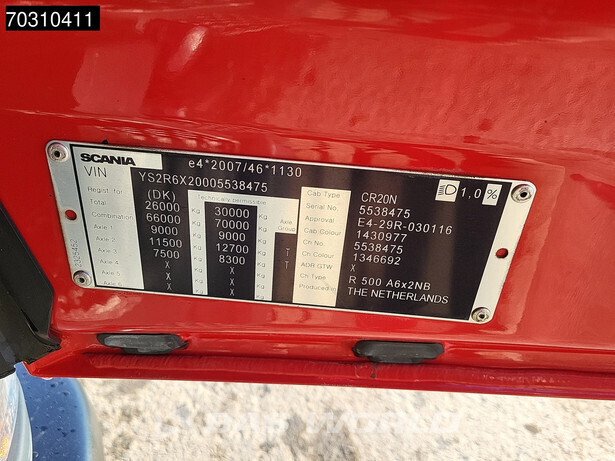 70310411
SCANIA e4*2007/46*1130
VIN YS2R6X20005538475
Regist. for (DK) Technically permissible Cab Type CR20N 1,0 %
Total 26000 Kg 30000 Kg Serial No. 5538475
Combination 66000 Kg 70000 Kg Approval E4-29R-030116
Axle 1 9000 Kg 9000 Kg Axle Group Cab Colour 1430977
Axle 2 11500 Kg 12700 Kg T Ch No. 5538475
Axle 3 7500 Kg 8300 Kg T Ch Colour 1346692
Axle 4 X Kg X Kg ADR GTW X
Axle 5 X X Ch Type R 500 A6x2NB
X X Produced in THE NETHERLANDS
2325452